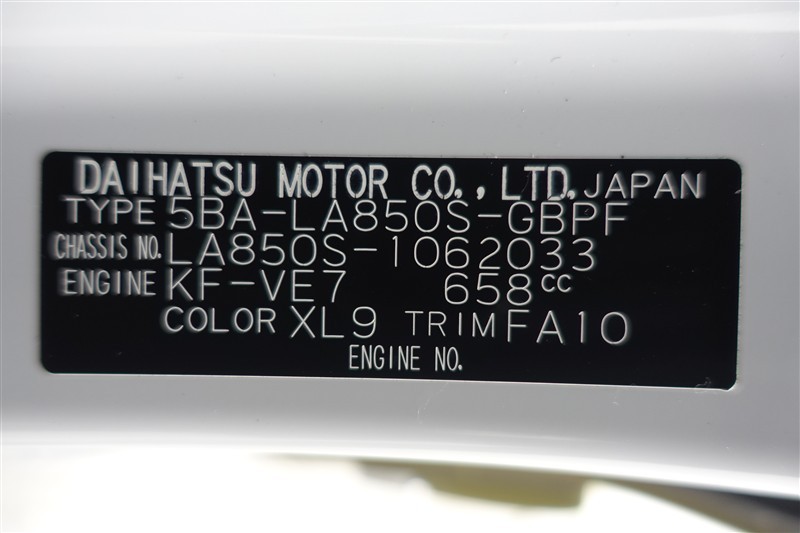 DAIHATSU MOTOR CO., LTD. JAPAN
TYPE 5BA-LA850S-GBPF
CHASSIS NO. LA850S-1062033
ENGINE KF-VE7 658cc
COLOR XL9 TRIM FA10
ENGINE NO.